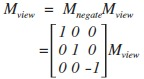 M_view = M_negate M_view
= [1 0 0
0 1 0
0 0 -1] M_view